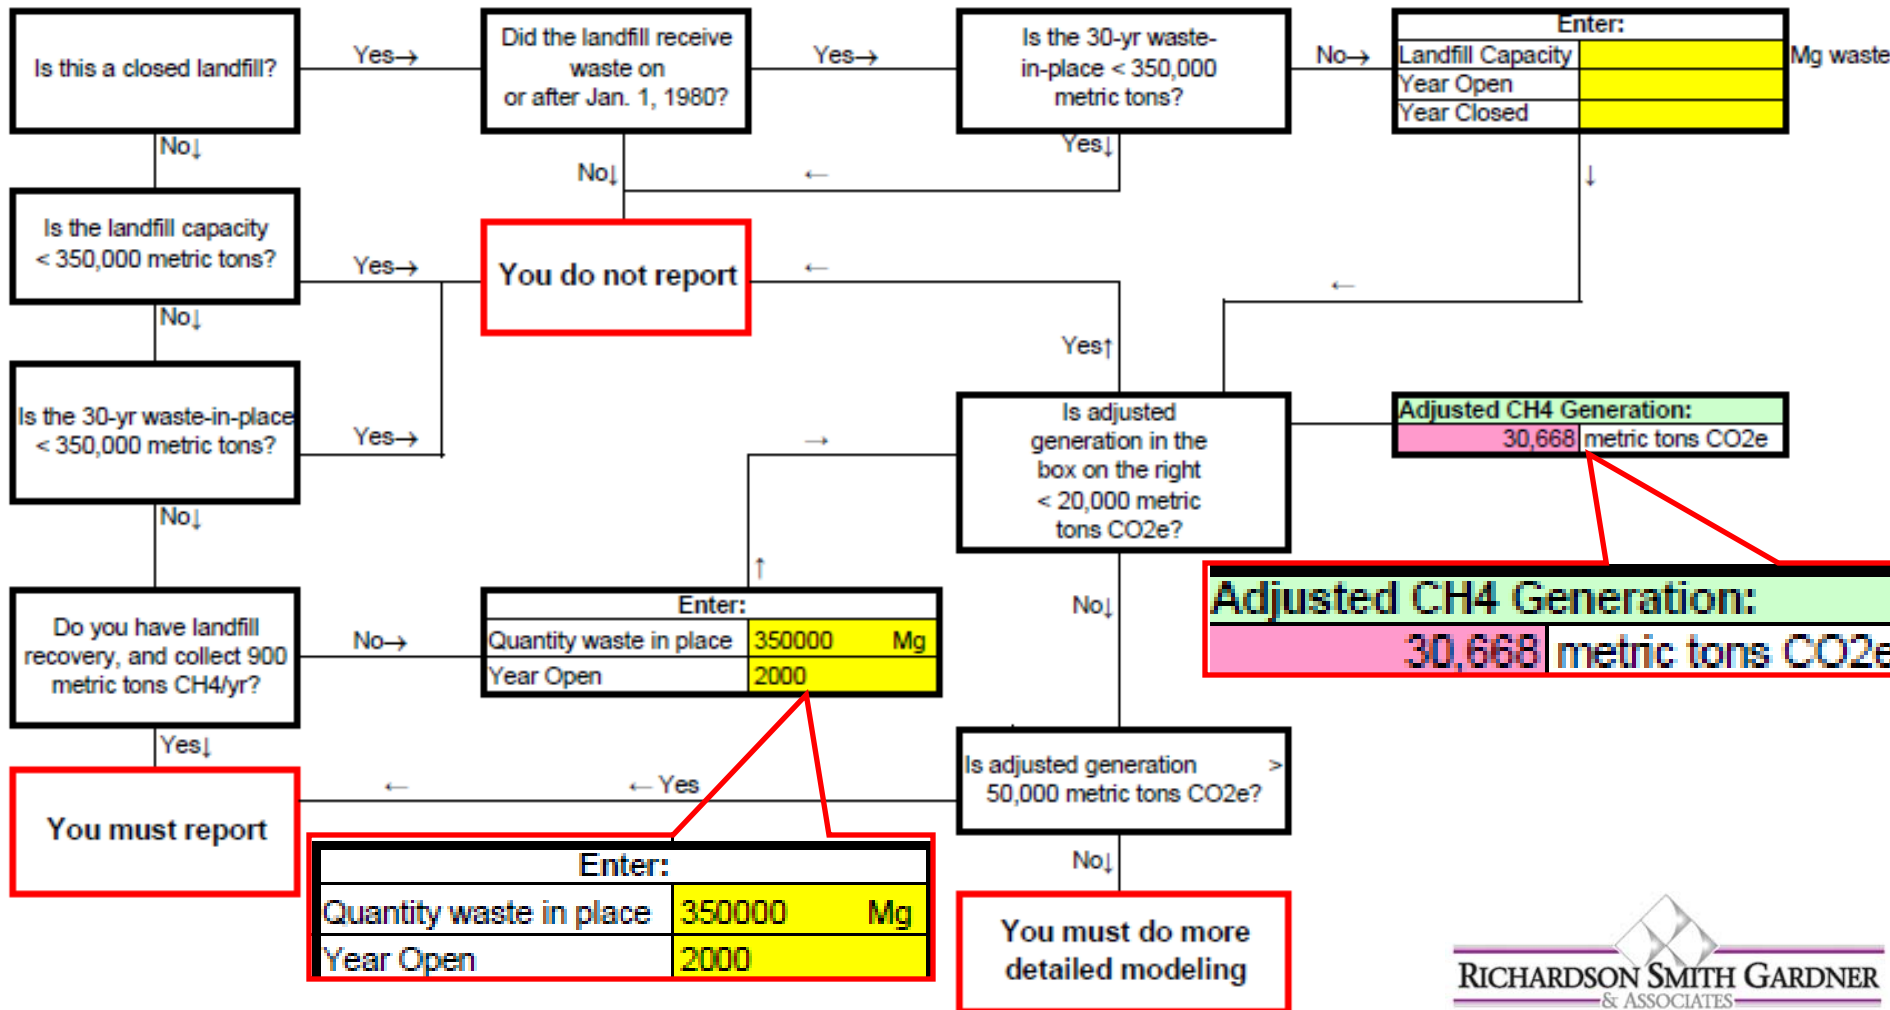 Is this a closed landfill?
Yes→
Did the landfill receive
waste on
or after Jan. 1, 1980?
Yes→
Is the 30-yr waste-
in-place < 350,000
metric tons?
No→
Enter:
Landfill Capacity
Mg waste
Year Open
Year Closed
No↓
No↓
Yes↓
←
↓
Is the landfill capacity
< 350,000 metric tons?
Yes→
You do not report
←
←
No↓
Yes↑
Is the 30-yr waste-in-place
< 350,000 metric tons?
Yes→
→
Is adjusted
generation in the
box on the right
< 20,000 metric
tons CO2e?
Adjusted CH4 Generation:
30,668 metric tons CO2e
No↓
↑
No↓
Adjusted CH4 Generation:
30,668 metric tons CO2e
Do you have landfill
recovery, and collect 900
metric tons CH4/yr?
No→
Enter:
Quantity waste in place 350000 Mg
Year Open 2000
Yes↓
Is adjusted generation >
50,000 metric tons CO2e?
← Yes
←
You must report
No↓
Enter:
Quantity waste in place 350000 Mg
Year Open 2000
You must do more
detailed modeling
RICHARDSON SMITH GARDNER
& ASSOCIATES